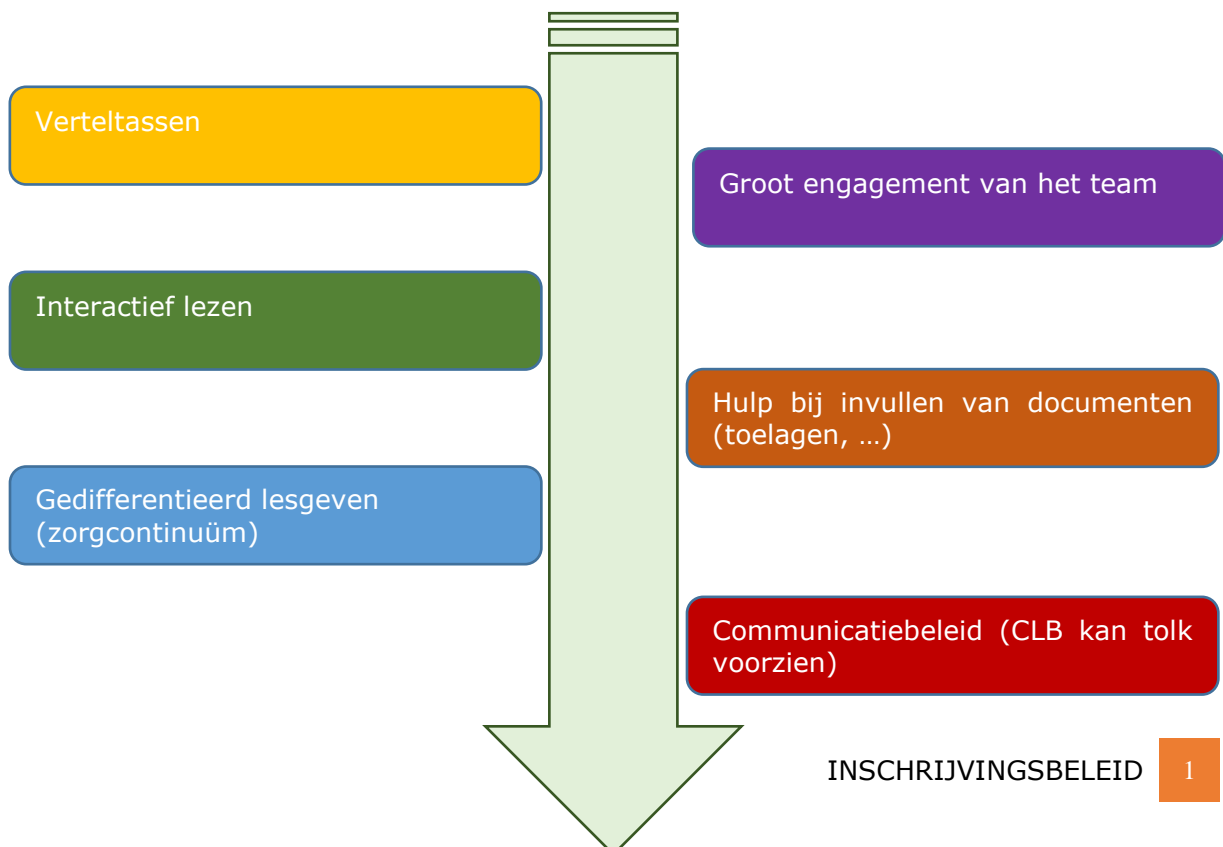 Verteltassen
Groot engagement van het team
Interactief lezen
Hulp bij invullen van documenten
(toelagen, …)
Gedifferentieerd lesgeven
(zorgcontinuüm)
Communicatiebeleid (CLB kan tolk
voorzien)
INSCHRIJVINGSBELEID 1